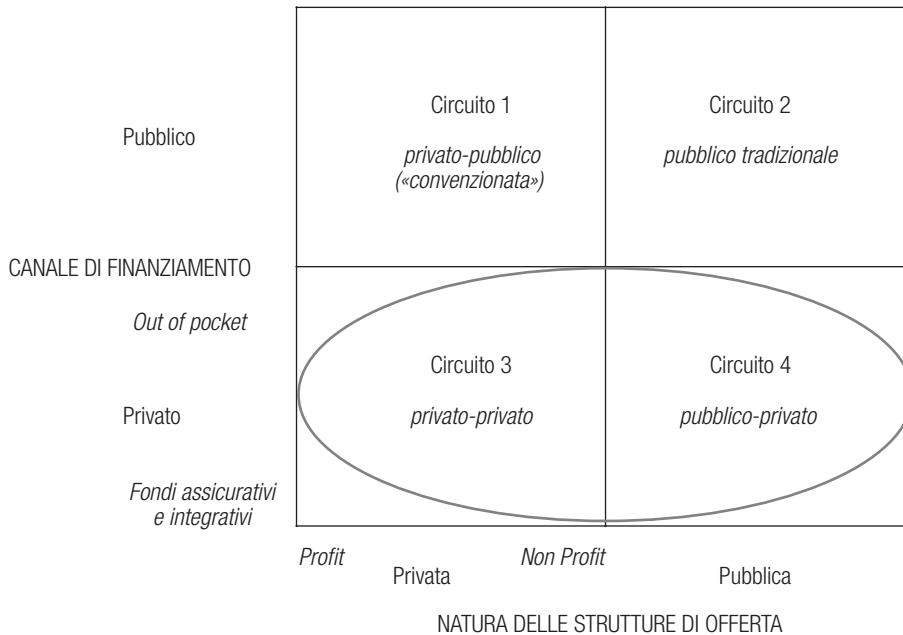 Circuito 1
Circuito 2
Pubblico
privato-pubblico
(«convenzionata»)
pubblico tradizionale
CANALE DI FINANZIAMENTO
Out of pocket
Circuito 3
Circuito 4
Privato
privato-privato
pubblico-privato
Fondi assicurativi
e integrativi
Profit
Non Profit
Privata
Pubblica
NATURA DELLE STRUTTURE DI OFFERTA